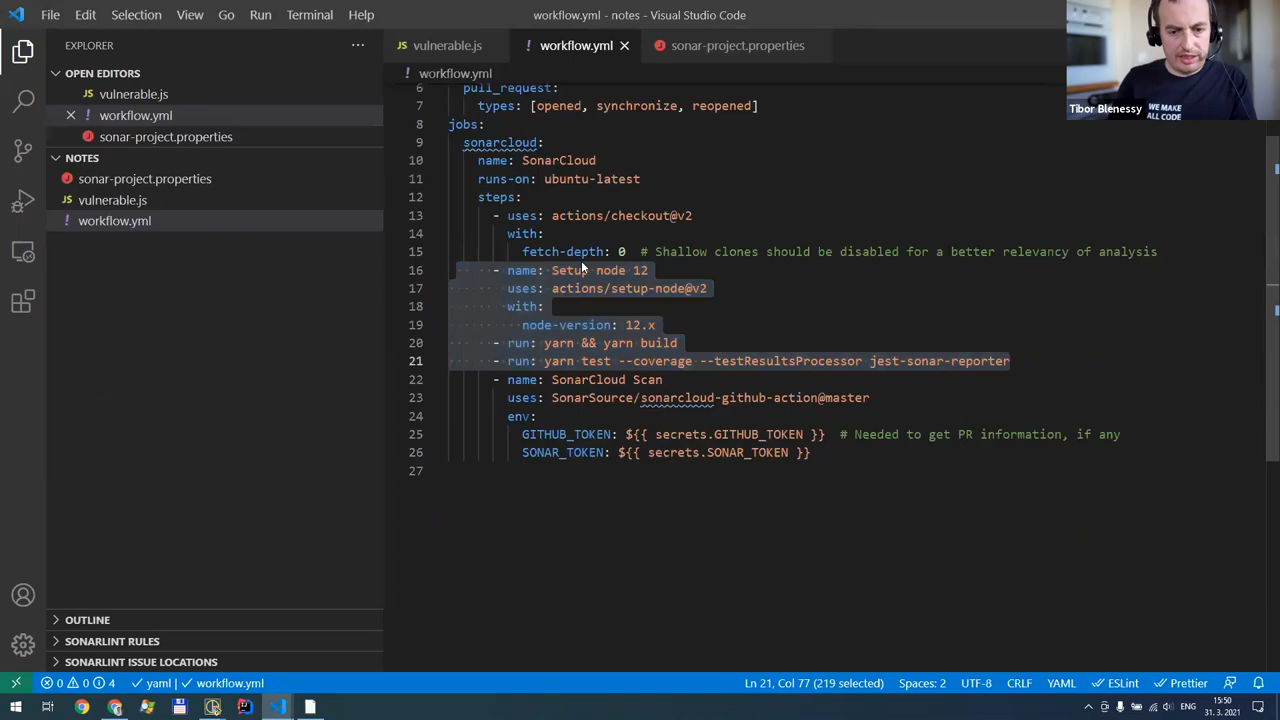 File Edit Selection View Go Run Terminal Help
workflow.yml - notes - Visual Studio Code
EXPLORER
OPEN EDITORS
vulnerable.js
workflow.yml
sonar-project.properties
NOTES
sonar-project.properties
vulnerable.js
workflow.yml
OUTLINE
SONARLINT RULES
SONARLINT ISSUE LOCATIONS
JS vulnerable.js
! workflow.yml
sonar-project.properties
! workflow.yml
6 pull_request:
7 types: [opened, synchronize, reopened]
8 jobs:
9 sonarcloud:
10 name: SonarCloud
11 runs-on: ubuntu-latest
12 steps:
13 - uses: actions/checkout@v2
14 with:
15 fetch-depth: 0 # Shallow clones should be disabled for a better relevancy of analysis
16 - name: Setup node 12
17 uses: actions/setup-node@v2
18 with:
19 node-version: 12.x
20 - run: yarn && yarn build
21 - run: yarn test --coverage --testResultsProcessor jest-sonar-reporter
22 - name: SonarCloud Scan
23 uses: SonarSource/sonarcloud-github-action@master
24 env:
25 GITHUB_TOKEN: ${{ secrets.GITHUB_TOKEN }} # Needed to get PR information, if any
26 SONAR_TOKEN: ${{ secrets.SONAR_TOKEN }}
27
Tibor Blenessy
WE MAKE
ALL CODE
0 0 4 yaml | workflow.yml
Ln 21, Col 77 (219 selected) Spaces: 2 UTF-8 CRLF YAML ESLint Prettier
ENG
15:50
31. 3. 2021